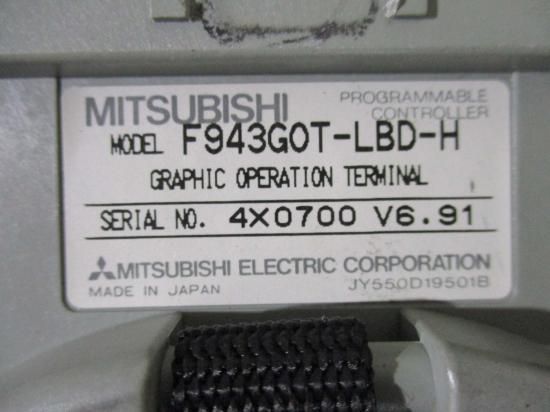 MITSUBISHI PROGRAMMABLE CONTROLLER
MODEL F943GOT-LBD-H
GRAPHIC OPERATION TERMINAL
SERIAL NO. 4X0700 V6.91
MITSUBISHI ELECTRIC CORPORATION
MADE IN JAPAN JY550D19501B